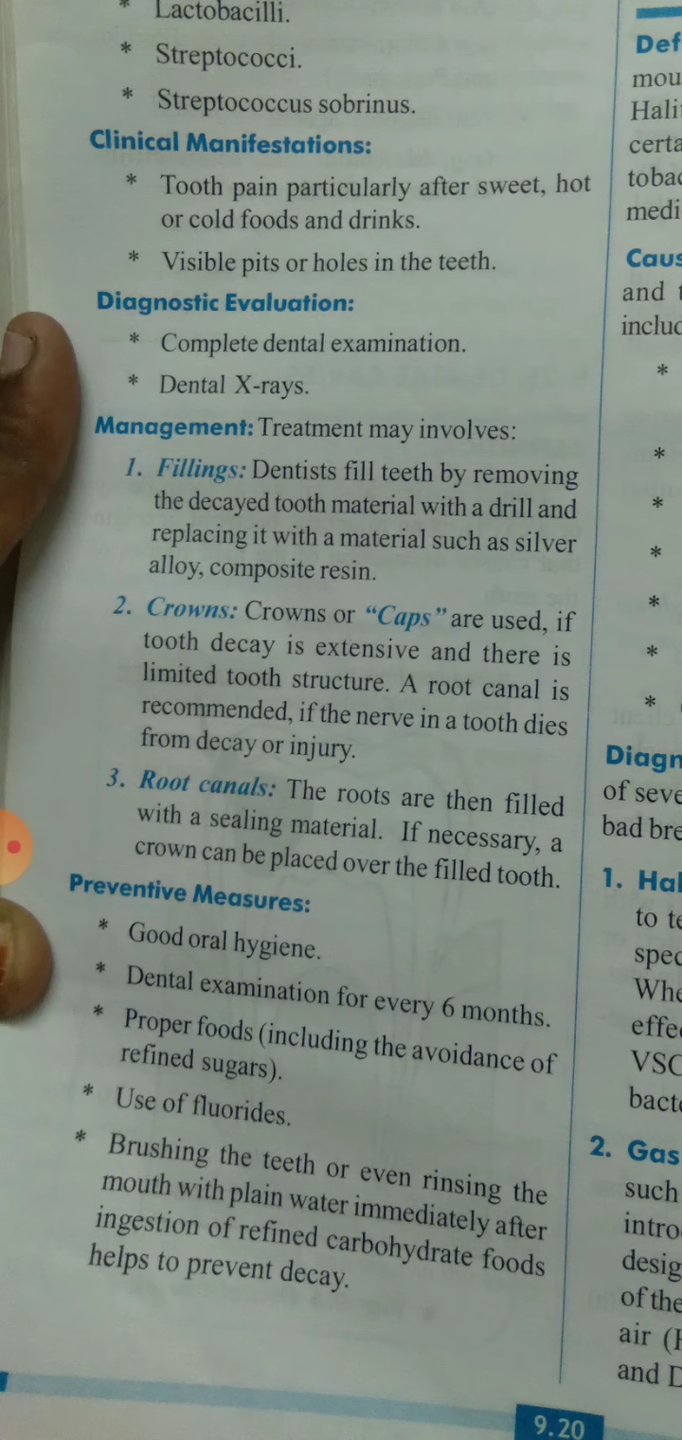 * Lactobacilli.
* Streptococci.
* Streptococcus sobrinus.
Clinical Manifestations:
* Tooth pain particularly after sweet, hot
or cold foods and drinks.
* Visible pits or holes in the teeth.
Diagnostic Evaluation:
* Complete dental examination.
* Dental X-rays.
Management: Treatment may involves:
1. Fillings: Dentists fill teeth by removing
the decayed tooth material with a drill and
replacing it with a material such as silver
alloy, composite resin.
2. Crowns: Crowns or “Caps” are used, if
tooth decay is extensive and there is
limited tooth structure. A root canal is
recommended, if the nerve in a tooth dies
from decay or injury.
3. Root canals: The roots are then filled
with a sealing material. If necessary, a
crown can be placed over the filled tooth.
Preventive Measures:
* Good oral hygiene.
* Dental examination for every 6 months.
* Proper foods (including the avoidance of
refined sugars).
* Use of fluorides.
* Brushing the teeth or even rinsing the
mouth with plain water immediately after
ingestion of refined carbohydrate foods
helps to prevent decay.
Def
mou
Hali
certa
tobac
medi
Caus
and t
includ
*
*
*
*
*
*
*
Diagn
of seve
bad bre
1. Hal
to te
spec
Whe
effe
VSC
bacte
2. Gas
such
intro
desig
of the
air (
and D
9.20